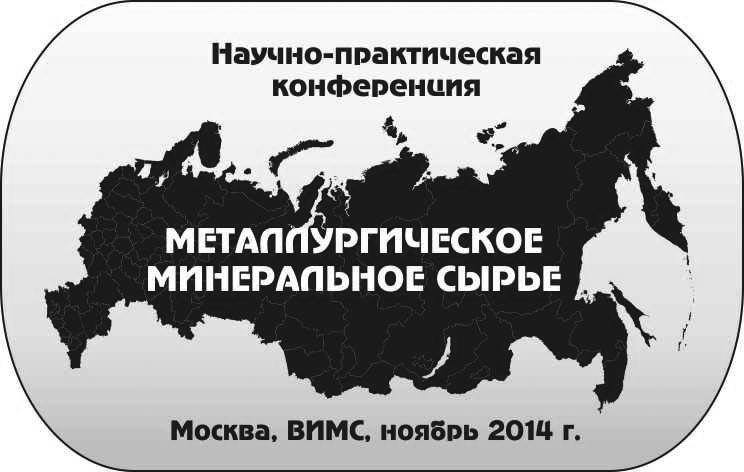 Научно-практическая
конференция
МЕТАЛЛУРГИЧЕСКОЕ
МИНЕРАЛЬНОЕ СЫРЬЕ
Москва, ВИМС, ноябрь 2014 г.